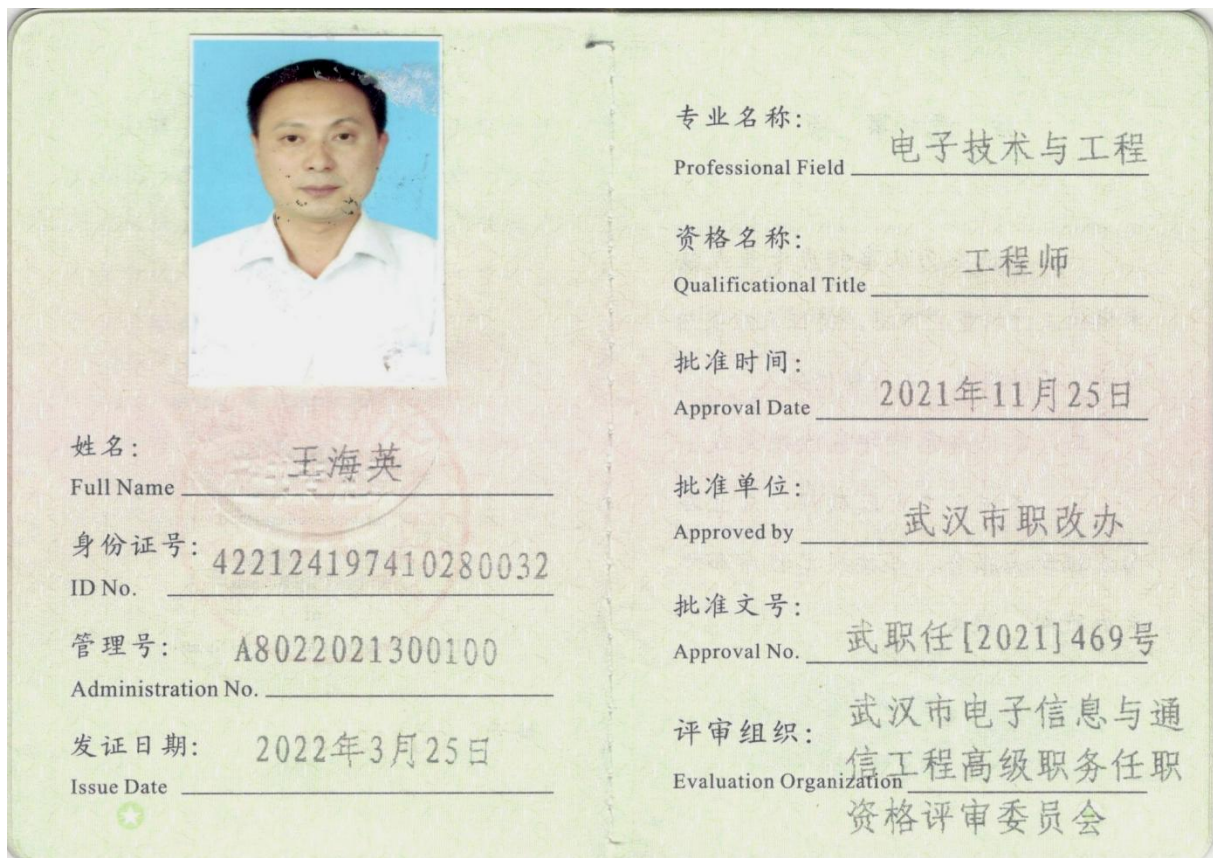 姓名: 王海英
Full Name
身份证号: 422124197410280032
ID No.
管理号: A8022021300100
Administration No.
发证日期: 2022年3月25日
Issue Date
专业名称: 电子技术与工程
Professional Field
资格名称: 工程师
Qualificational Title
批准时间: 2021年11月25日
Approval Date
批准单位: 武汉市职改办
Approved by
批准文号: 武职任[2021]469号
Approval No.
评审组织: 武汉市电子信息与通
Evaluation Organization 信工程高级职务任职
资格评审委员会